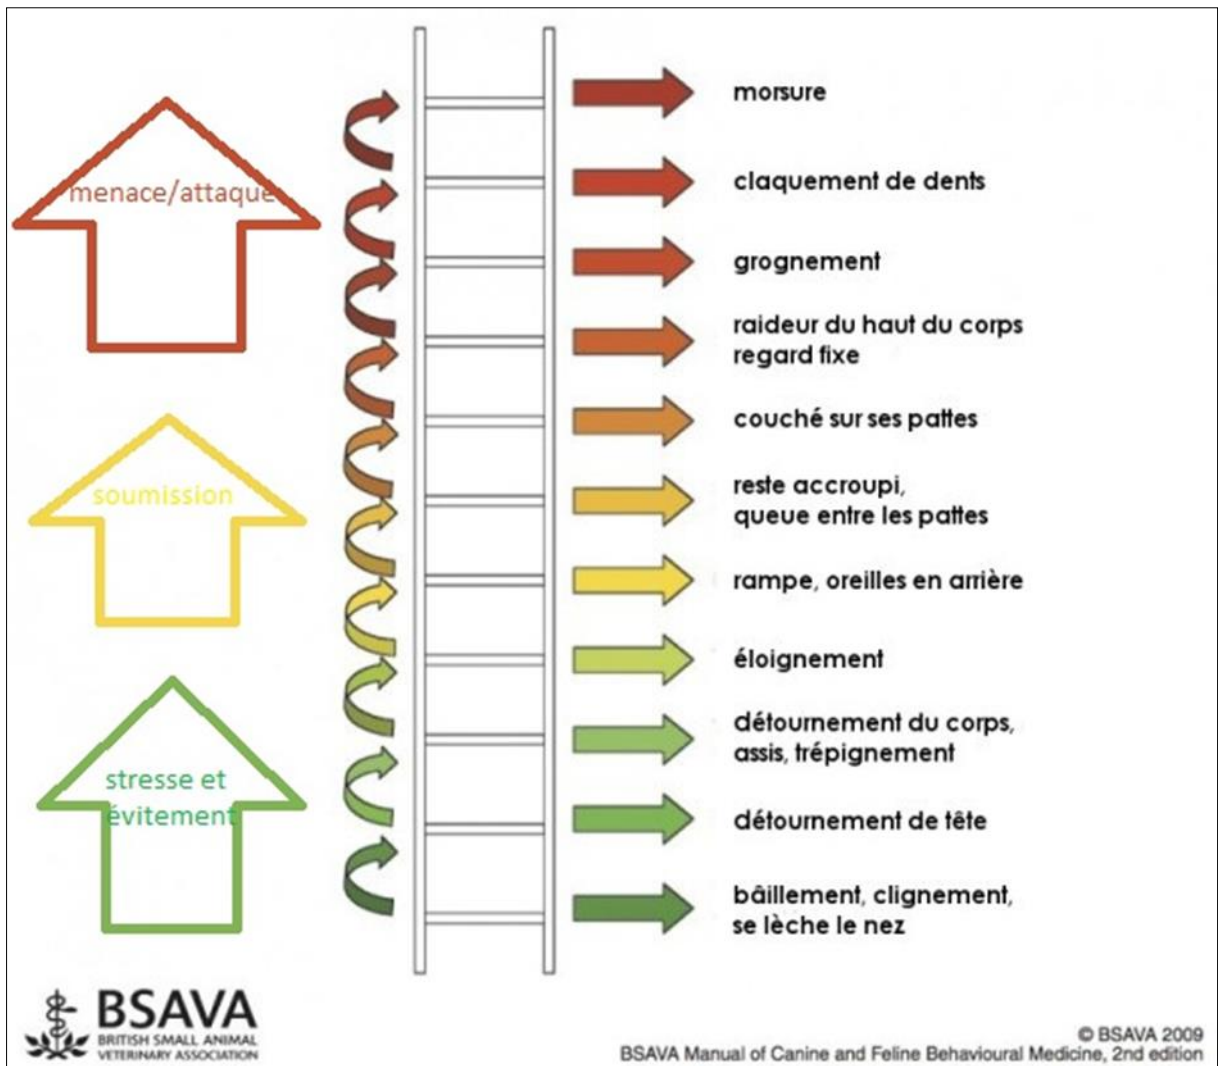 morsure
menace/attaque
claquement de dents
grognement
raideur du haut du corps
regard fixe
couché sur ses pattes
soumission
reste accroupi,
queue entre les pattes
rampe, oreilles en arrière
éloignement
détournement du corps,
assis, trépignement
stresse et
évitement
détournement de tête
bâillement, clignement,
se lèche le nez
BSAVA
BRITISH SMALL ANIMAL
VETERINARY ASSOCIATION
© BSAVA 2009
BSAVA Manual of Canine and Feline Behavioural Medicine, 2nd edition